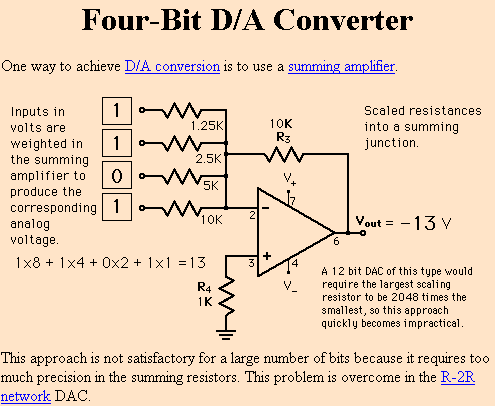 Four-Bit D/A Converter
One way to achieve D/A conversion is to use a summing amplifier.
Inputs in
volts are
weighted in
the summing
amplifier to
produce the
corresponding
analog
voltage.
1
1
0
1
1.25K
2.5K
5K
10K
10K
R3
Scaled resistances
into a summing
junction.
V+
7
2
−
+
3
4
6
V−
Vout = −13 V
1x8 + 1x4 + 0x2 + 1x1 =13
R4
1K
A 12 bit DAC of this type would
require the largest scaling
resistor to be 2048 times the
smallest, so this approach
quickly becomes impractical.
This approach is not satisfactory for a large number of bits because it requires too
much precision in the summing resistors. This problem is overcome in the R-2R
network DAC.